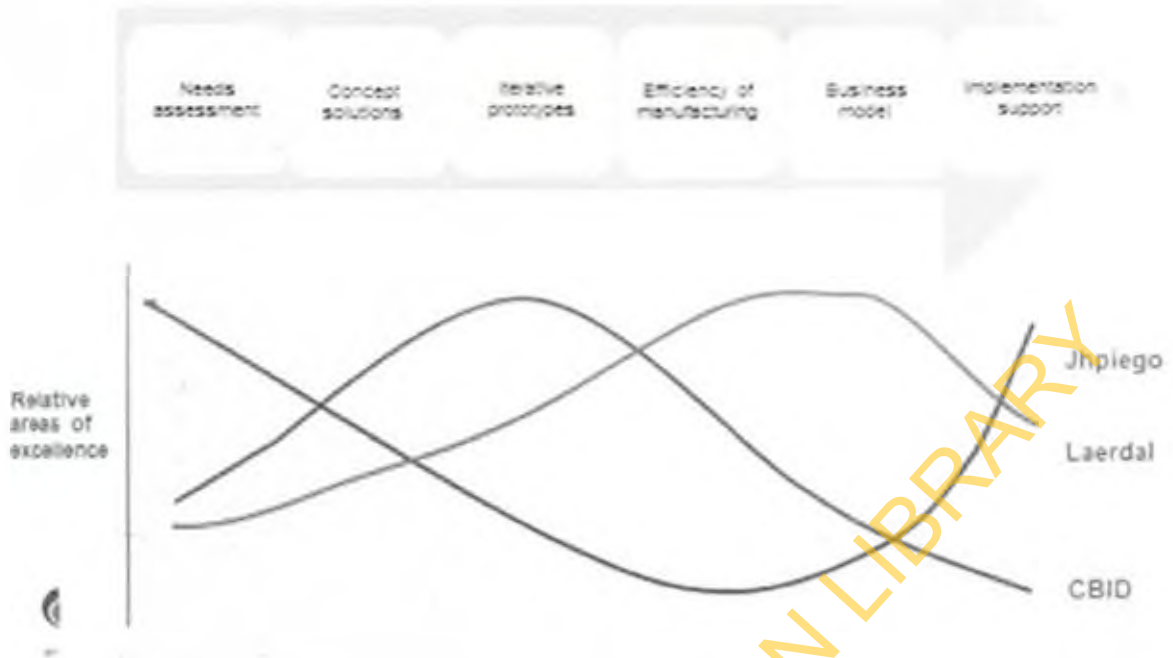 Needs
assessment
Concept
solutions
Iterative
prototypes
Efficiency of
manufacturing
Business
model
Implementation
support
Relative
areas of
excellence
Jhpiego
Laerdal
CBID
N LIBRARY